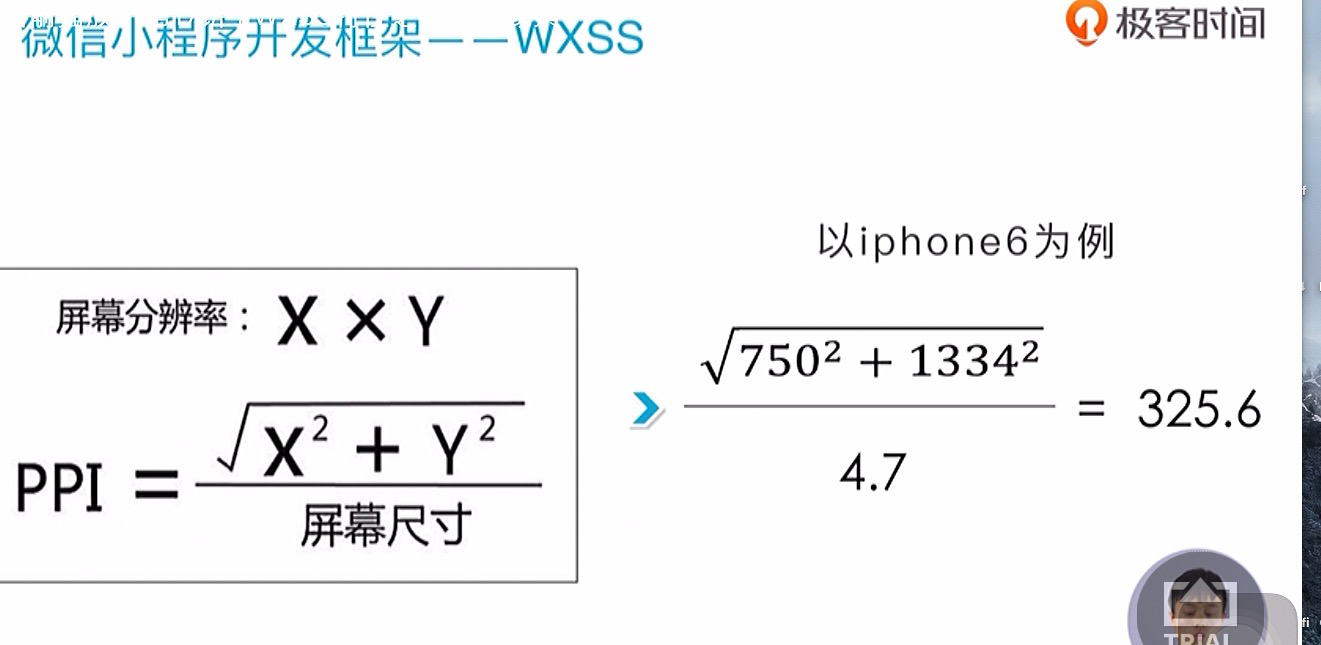 微信小程序开发框架——WXSS
极客时间
屏幕分辨率：X × Y
PPI = √(X² + Y²) / 屏幕尺寸
以iphone6为例
√(750² + 1334²) / 4.7 = 325.6
TRIAL